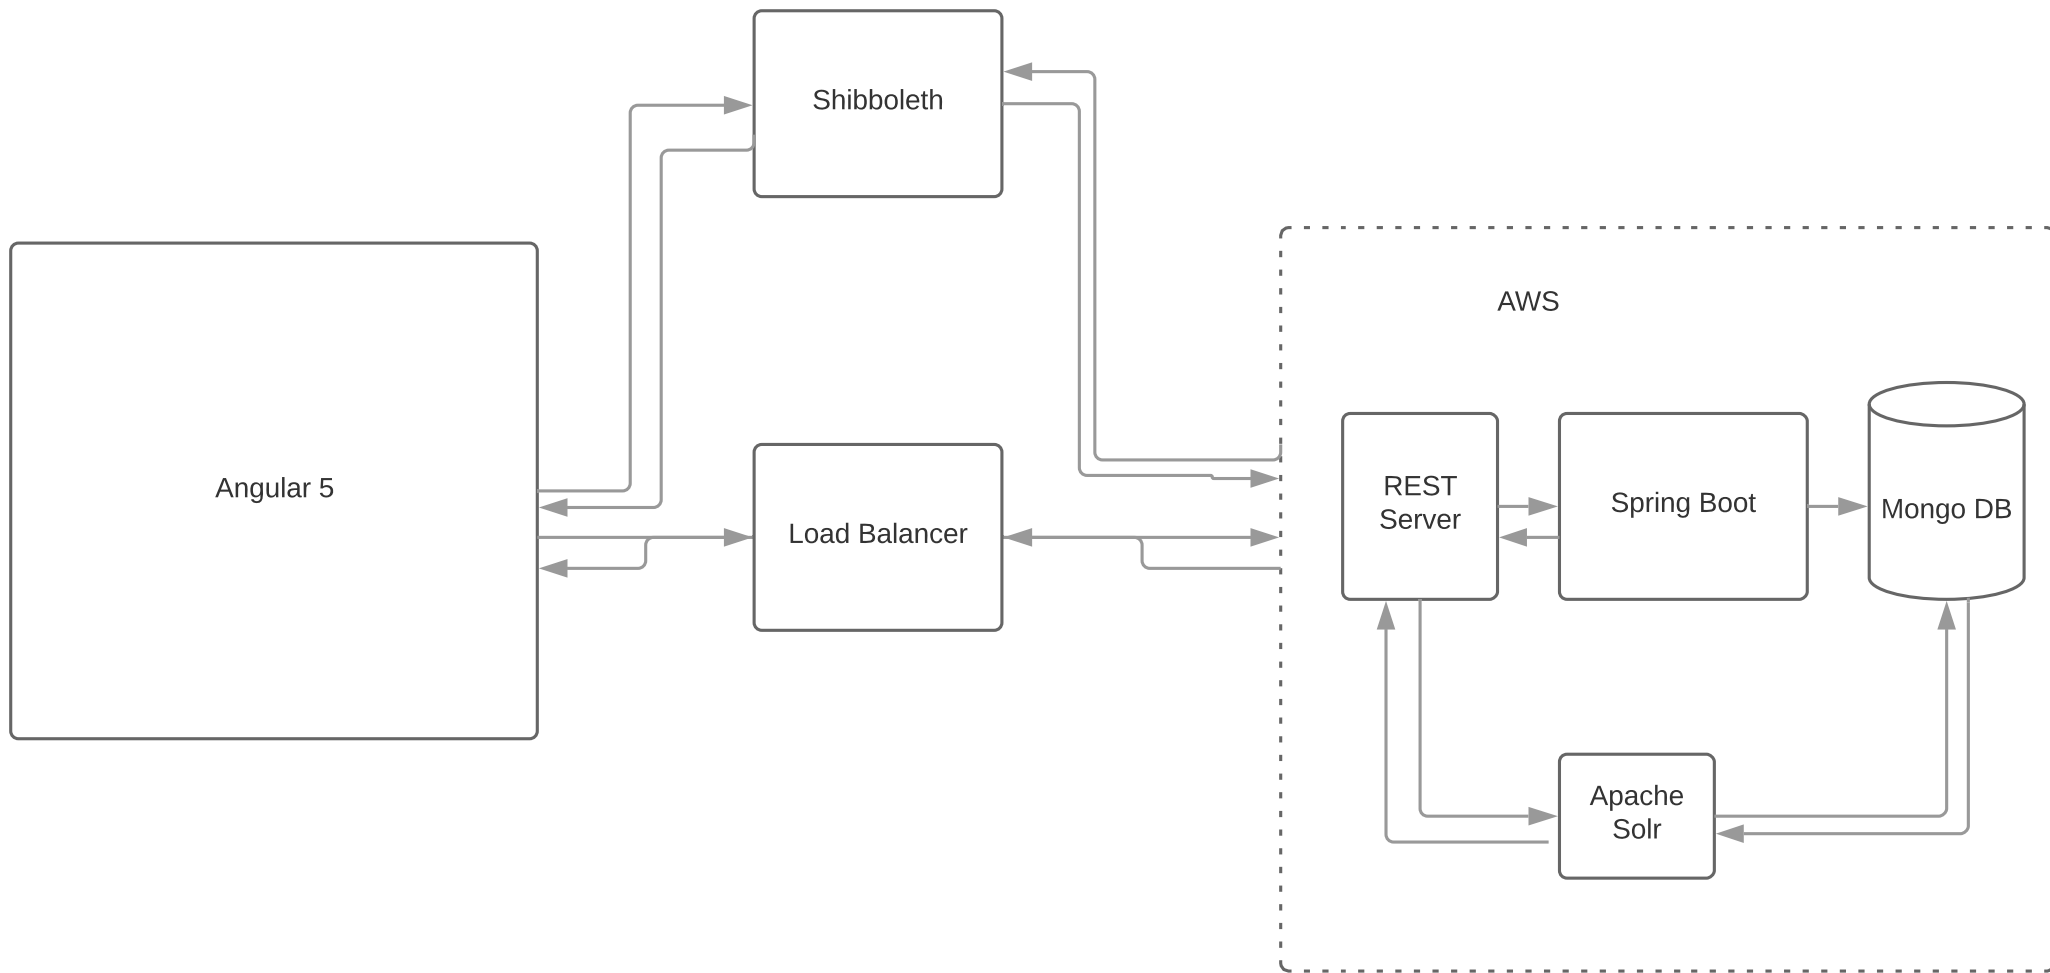 Shibboleth
AWS
Angular 5
Load Balancer
REST
Server
Spring Boot
Mongo DB
Apache
Solr